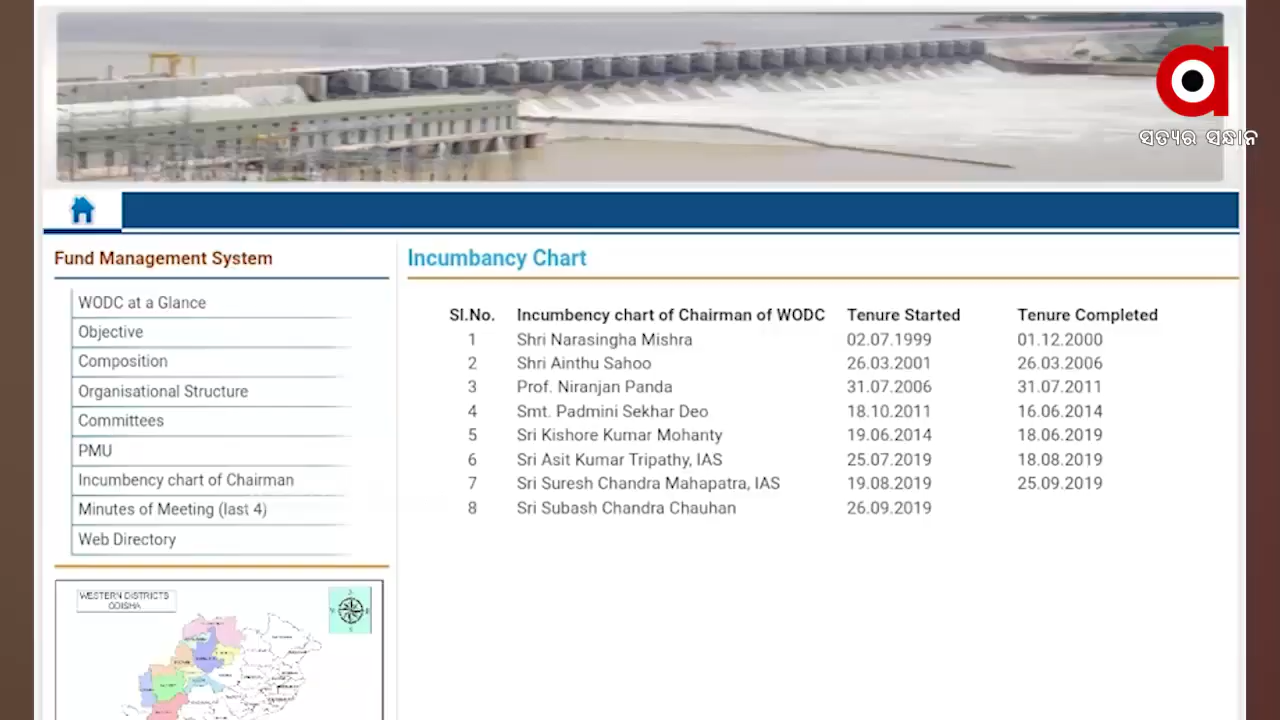 ସତ୍ୟର ସନ୍ଧାନ
Fund Management System
WODC at a Glance
Objective
Composition
Organisational Structure
Committees
PMU
Incumbency chart of Chairman
Minutes of Meeting (last 4)
Web Directory
WESTERN DISTRICTS
ODISHA
Incumbancy Chart
Sl.No. Incumbency chart of Chairman of WODC Tenure Started Tenure Completed
1 Shri Narasingha Mishra 02.07.1999 01.12.2000
2 Shri Ainthu Sahoo 26.03.2001 26.03.2006
3 Prof. Niranjan Panda 31.07.2006 31.07.2011
4 Smt. Padmini Sekhar Deo 18.10.2011 16.06.2014
5 Sri Kishore Kumar Mohanty 19.06.2014 18.06.2019
6 Sri Asit Kumar Tripathy, IAS 25.07.2019 18.08.2019
7 Sri Suresh Chandra Mahapatra, IAS 19.08.2019 25.09.2019
8 Sri Subash Chandra Chauhan 26.09.2019